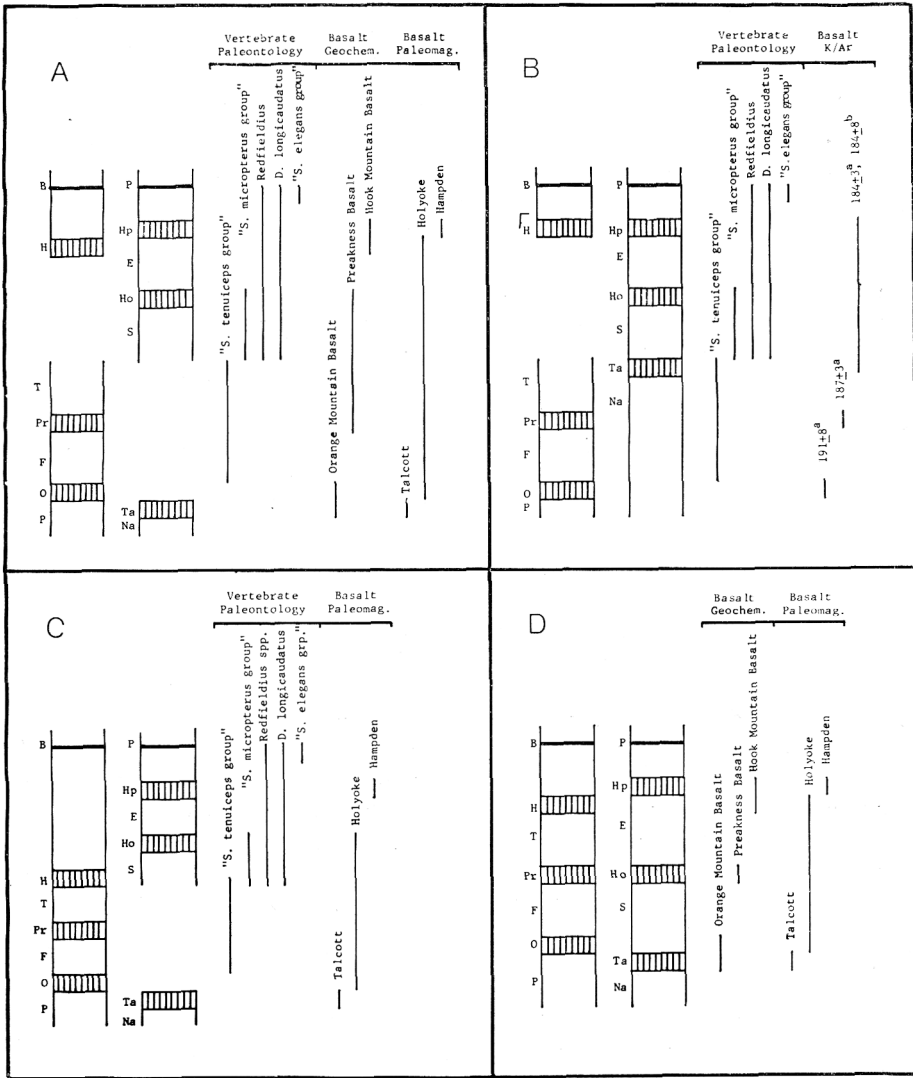 A
Vertebrate
Paleontology
Basalt
Geochem.
Basalt
Paleomag.
"S. tenuiceps group"
"S. micropterus group"
Redfieldius
D. longicaudatus
"S. elegans group"
Orange Mountain Basalt
Preakness Basalt
Hook Mountain Basalt
Talcott
Holyoke
Hampden
B
P
H
Hp
E
Ho
S
T
Pr
F
O
P
Ta
Na
B
Vertebrate
Paleontology
Basalt
K/Ar
"S. tenuiceps group"
"S. micropterus group"
Redfieldius
D. longicaudatus
"S.elegans group"
191±8a
187±3a
184±3a, 184±8b
B
P
H
Hp
E
Ho
S
Ta
T
Na
Pr
F
O
P
C
Vertebrate
Paleontology
Basalt
Paleomag.
"S. tenuiceps group"
"S. micropterus group"
Redfieldius spp.
D. longicaudatus
"S. elegans grp."
Talcott
Holyoke
Hampden
B
P
Hp
E
Ho
S
H
T
Pr
F
O
P
Ta
Na
D
Basalt
Geochem.
Basalt
Paleomag.
Orange Mountain Basalt
Preakness Basalt
Hook Mountain Basalt
Talcott
Holyoke
Hampden
B
P
Hp
H
E
T
Pr
Ho
F
S
O
Ta
P
Na